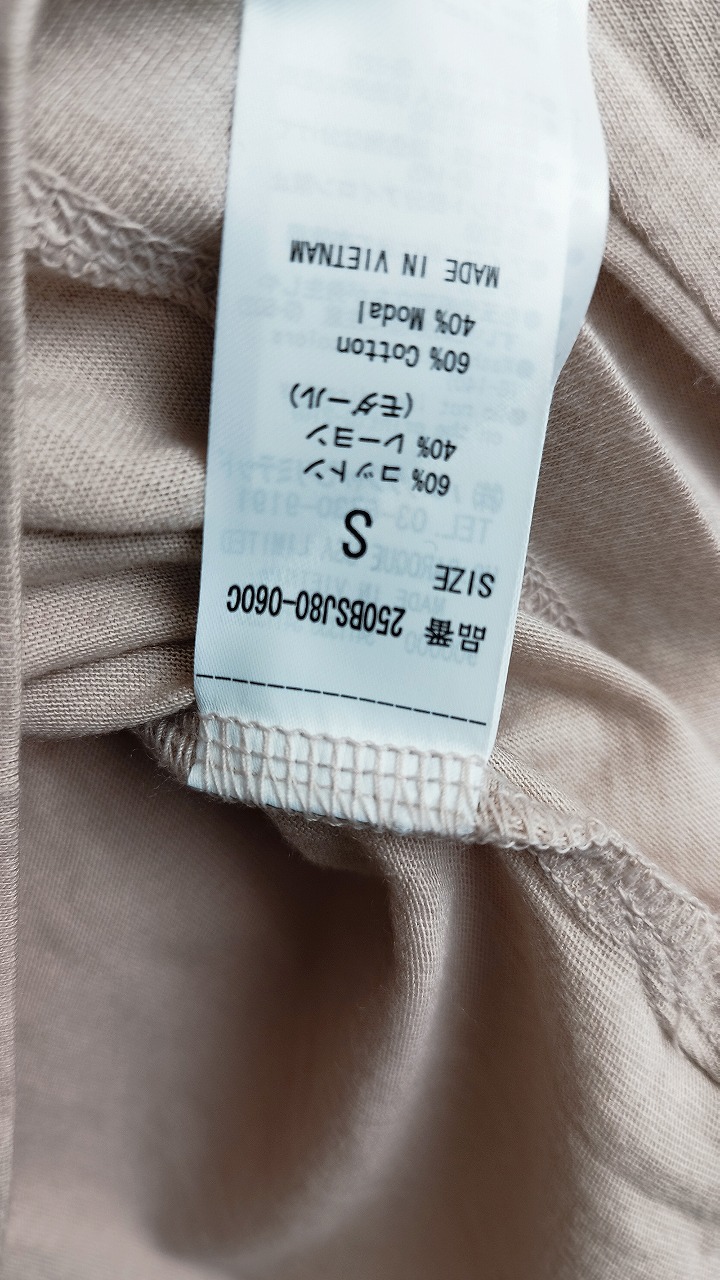 品番 250BSJ80-060C
SIZE
S
60% コットン
40% レーヨン
(モダール)
60% Cotton
40% Modal
MADE IN VIETNAM